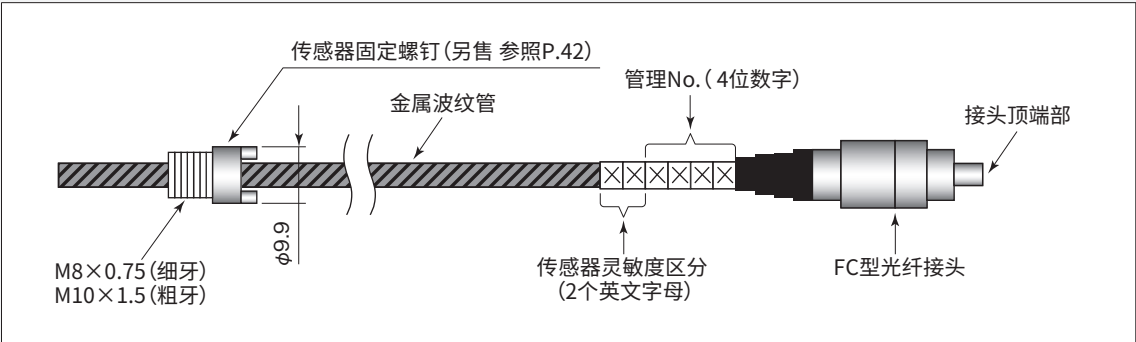 传感器固定螺钉（另售 参照P.42）
管理No.（ 4位数字）
金属波纹管
接头顶端部
××××××
φ9.9
M8×0.75（细牙）
M10×1.5（粗牙）
传感器灵敏度区分
（2个英文字母）
FC型光纤接头